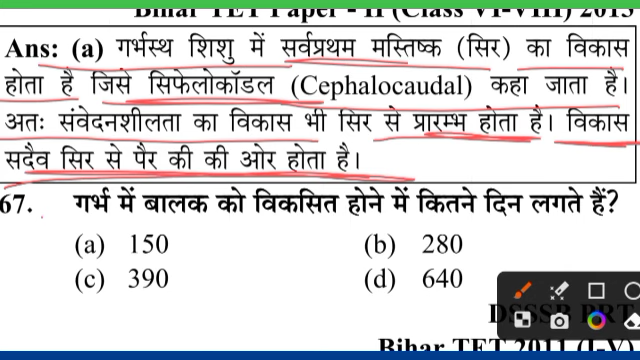 Bihar TET Paper - II (Class VI-VIII) 2013
Ans: (a) गर्भस्थ शिशु में सर्वप्रथम मस्तिष्क (सिर) का विकास
होता है जिसे सिफेलोकॉडल (Cephalocaudal) कहा जाता है।
अतः संवेदनशीलता का विकास भी सिर से प्रारम्भ होता है। विकास
सदैव सिर से पैर की की ओर होता है।
67. गर्भ में बालक को विकसित होने में कितने दिन लगते हैं?
(a) 150 (b) 280
(c) 390 (d) 640
DSSSB PRT
Bihar TET 2011 (I-V)